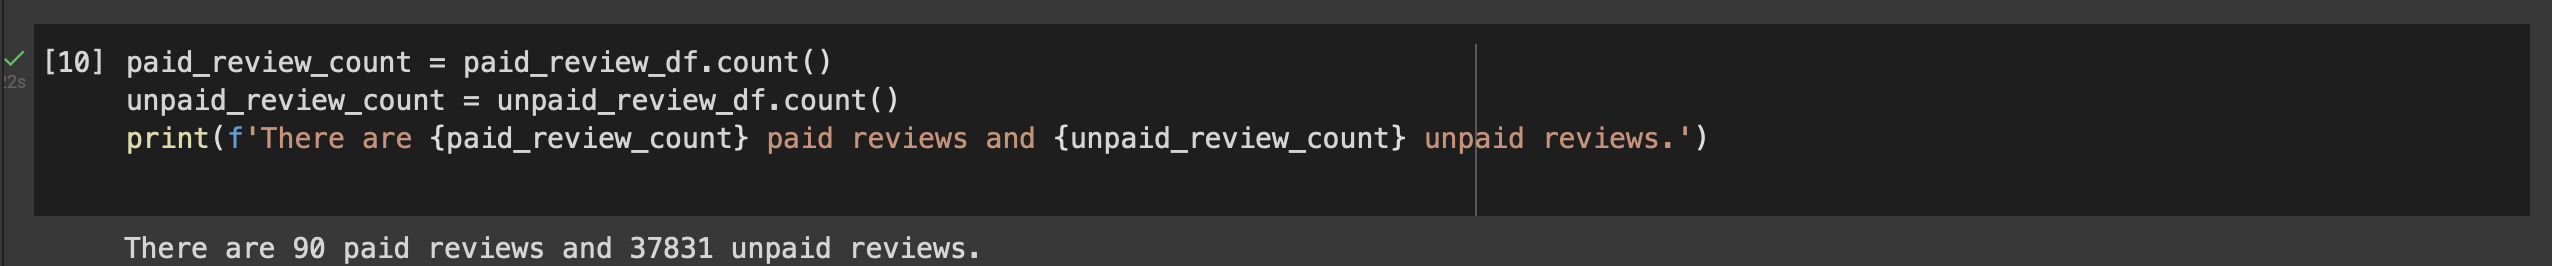 [10] paid_review_count = paid_review_df.count()
unpaid_review_count = unpaid_review_df.count()
print(f'There are {paid_review_count} paid reviews and {unpaid_review_count} unpaid reviews.')
There are 90 paid reviews and 37831 unpaid reviews.